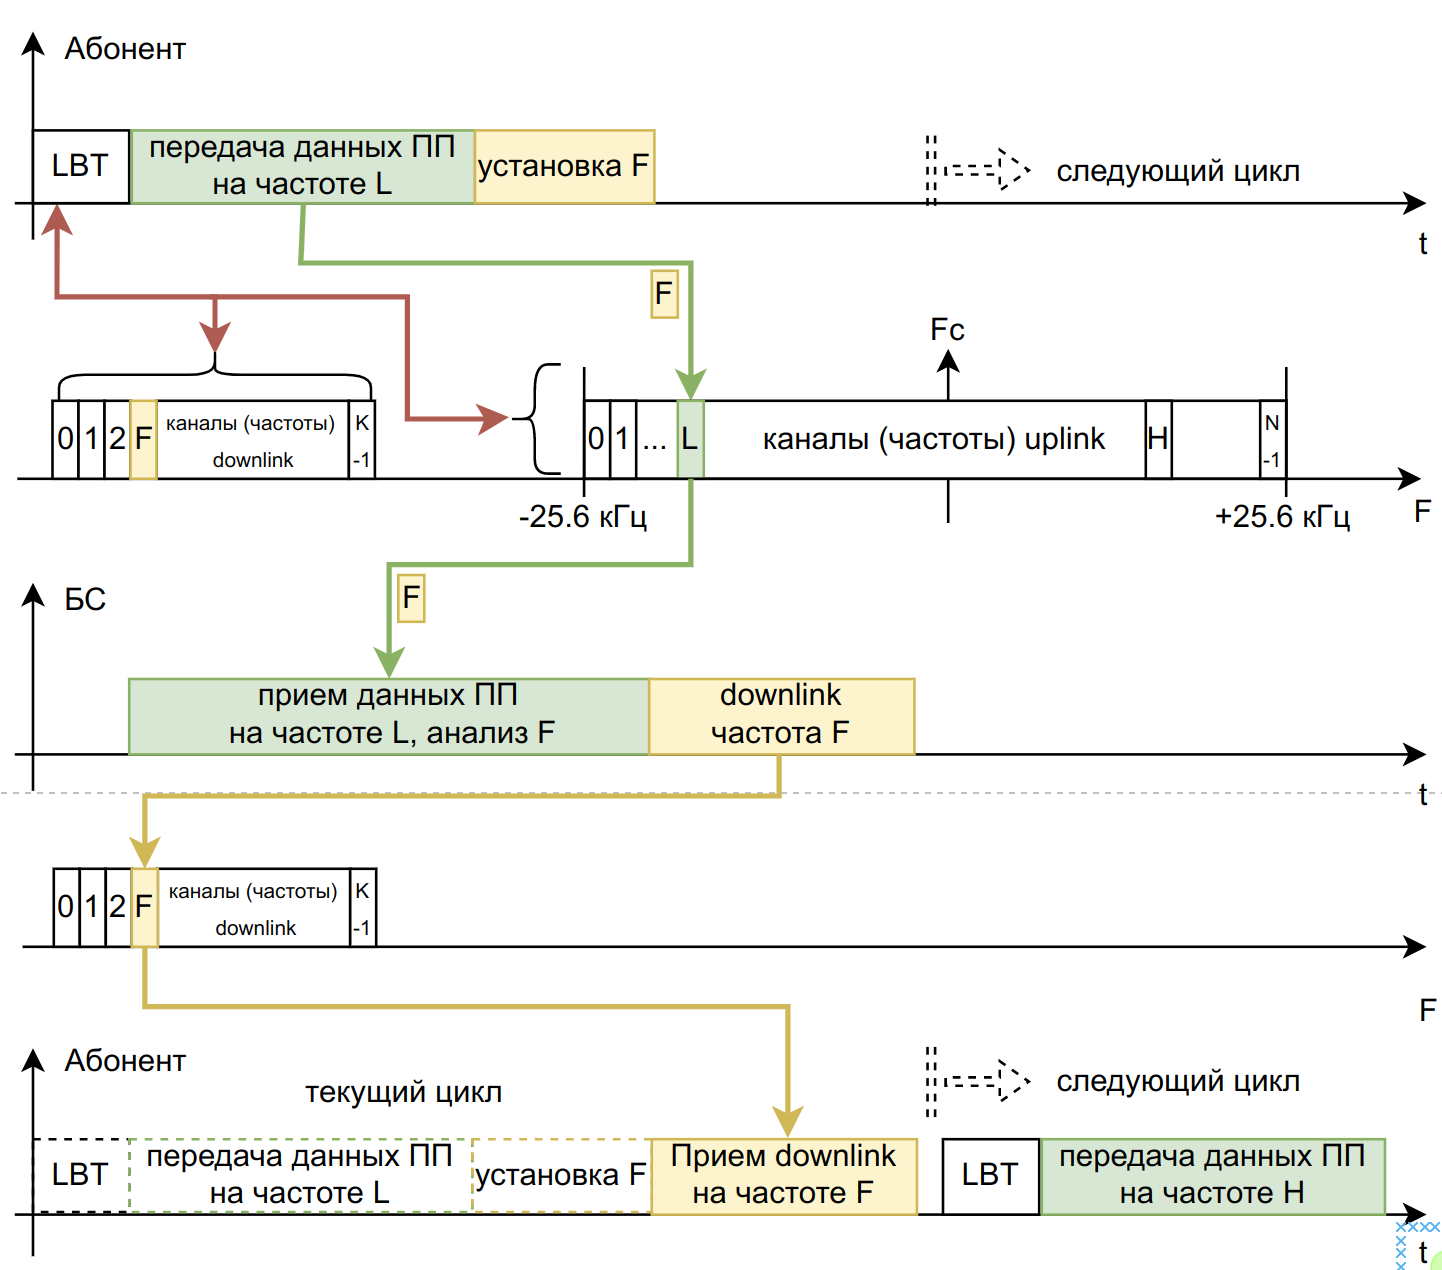 Абонент
LBT
передача данных ПП
на частоте L
установка F
следующий цикл
t
F
Fc
0 1 2 F
каналы (частоты)
downlink
K
-1
0 1 ... L
каналы (частоты) uplink
H
N
-1
-25.6 кГц
+25.6 кГц
F
БС
F
прием данных ПП
на частоте L, анализ F
downlink
частота F
t
0 1 2 F
каналы (частоты)
downlink
K
-1
F
Абонент
текущий цикл
следующий цикл
LBT
передача данных ПП
на частоте L
установка F
Прием downlink
на частоте F
LBT
передача данных ПП
на частоте H
t